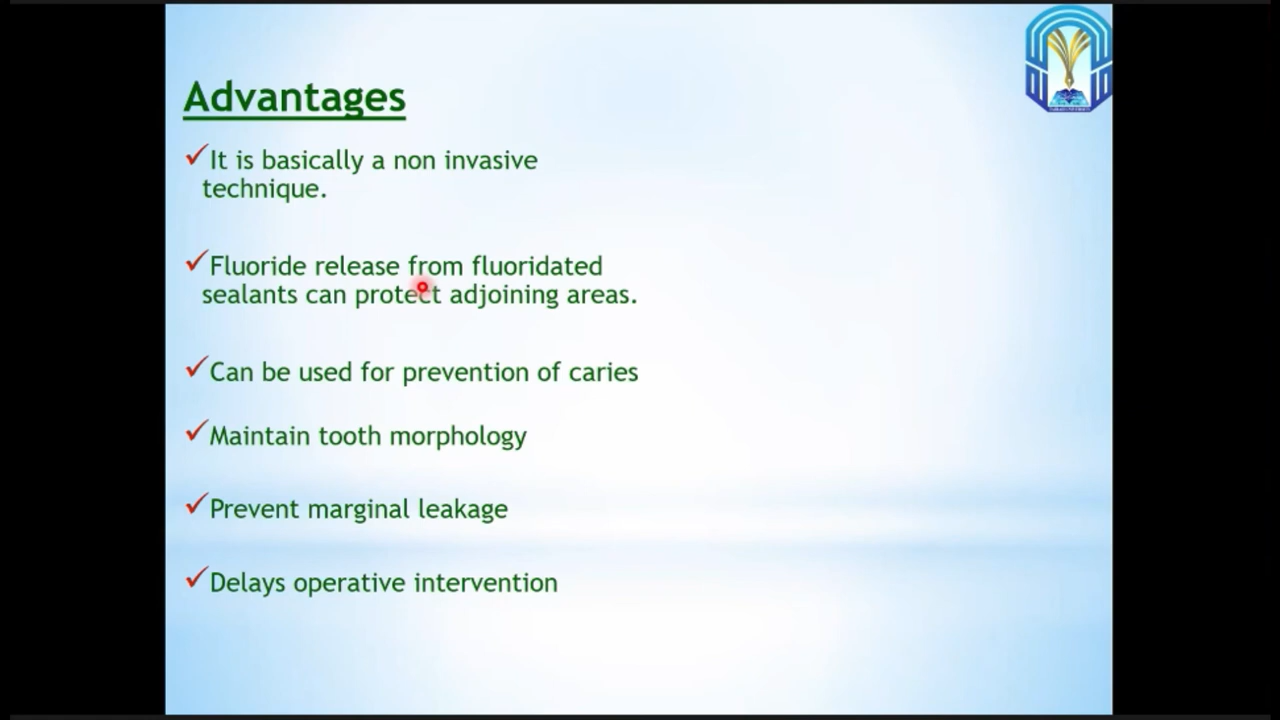 Advantages
✓It is basically a non invasive
technique.
✓Fluoride release from fluoridated
sealants can protect adjoining areas.
✓Can be used for prevention of caries
✓Maintain tooth morphology
✓Prevent marginal leakage
✓Delays operative intervention